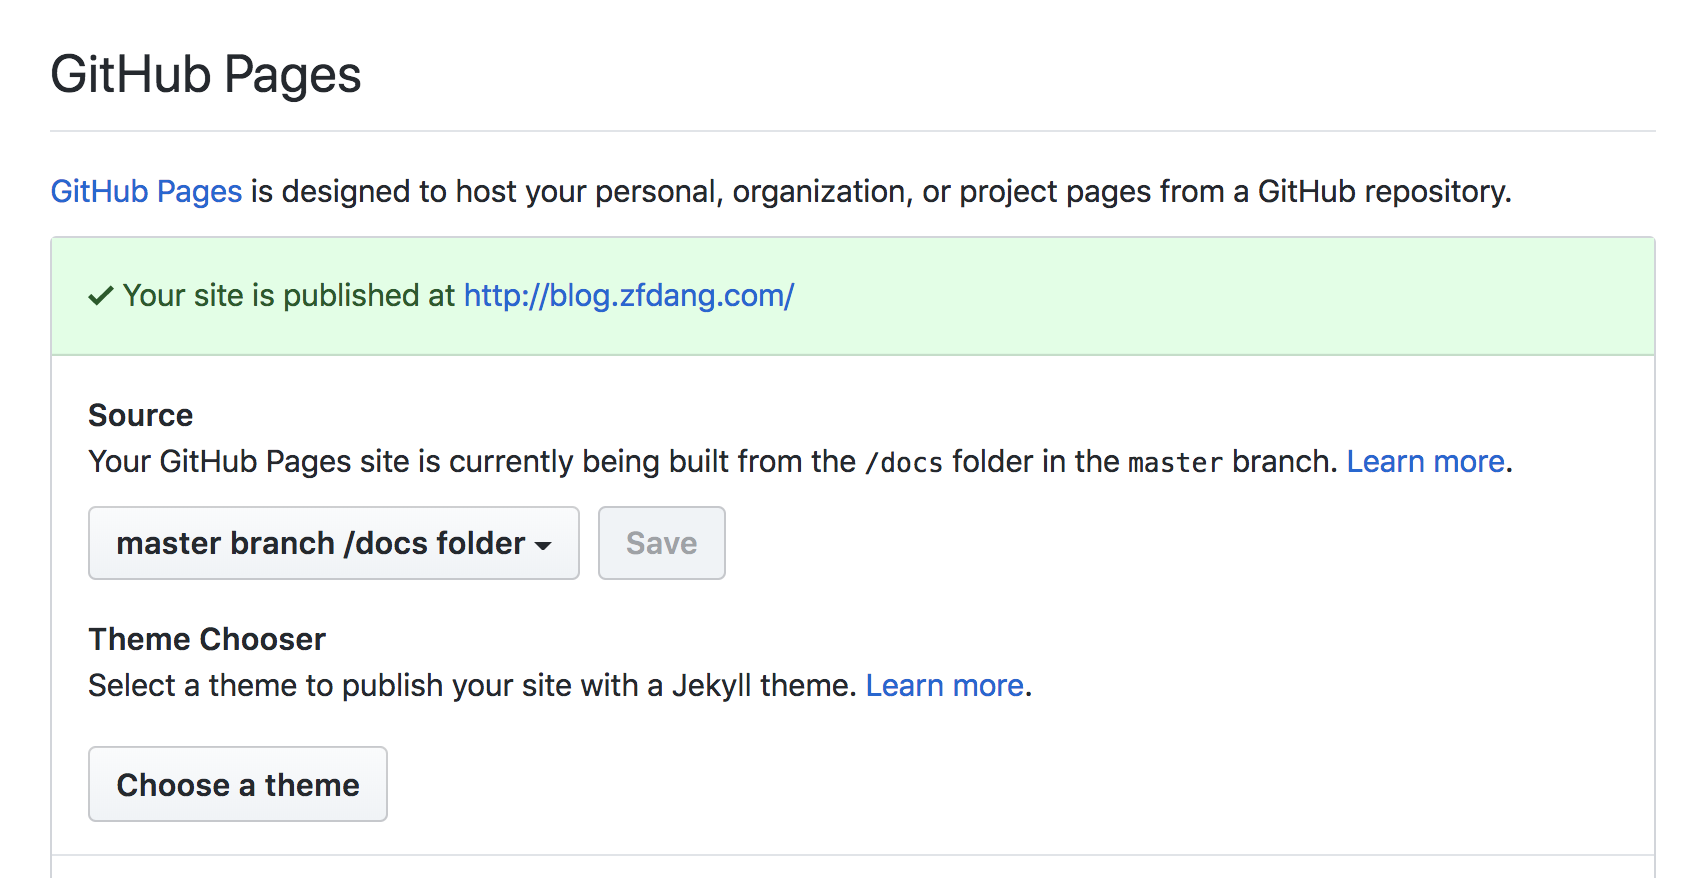 GitHub Pages
GitHub Pages is designed to host your personal, organization, or project pages from a GitHub repository.
Your site is published at http://blog.zfdang.com/
Source
Your GitHub Pages site is currently being built from the /docs folder in the master branch. Learn more.
master branch /docs folder Save
Theme Chooser
Select a theme to publish your site with a Jekyll theme. Learn more.
Choose a theme